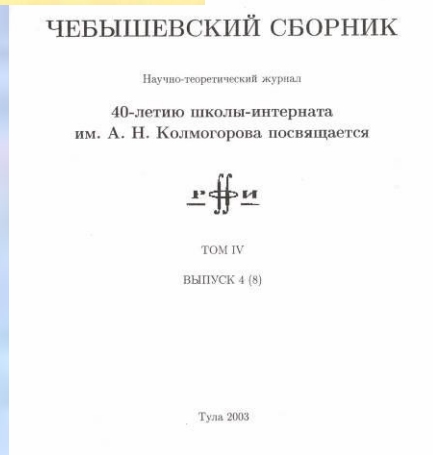 ЧЕБЫШЕВСКИЙ СБОРНИК
Научно-теоретический журнал
40-летию школы-интерната
им. А. Н. Колмогорова посвящается
ТОМ IV
ВЫПУСК 4 (8)
Тула 2003